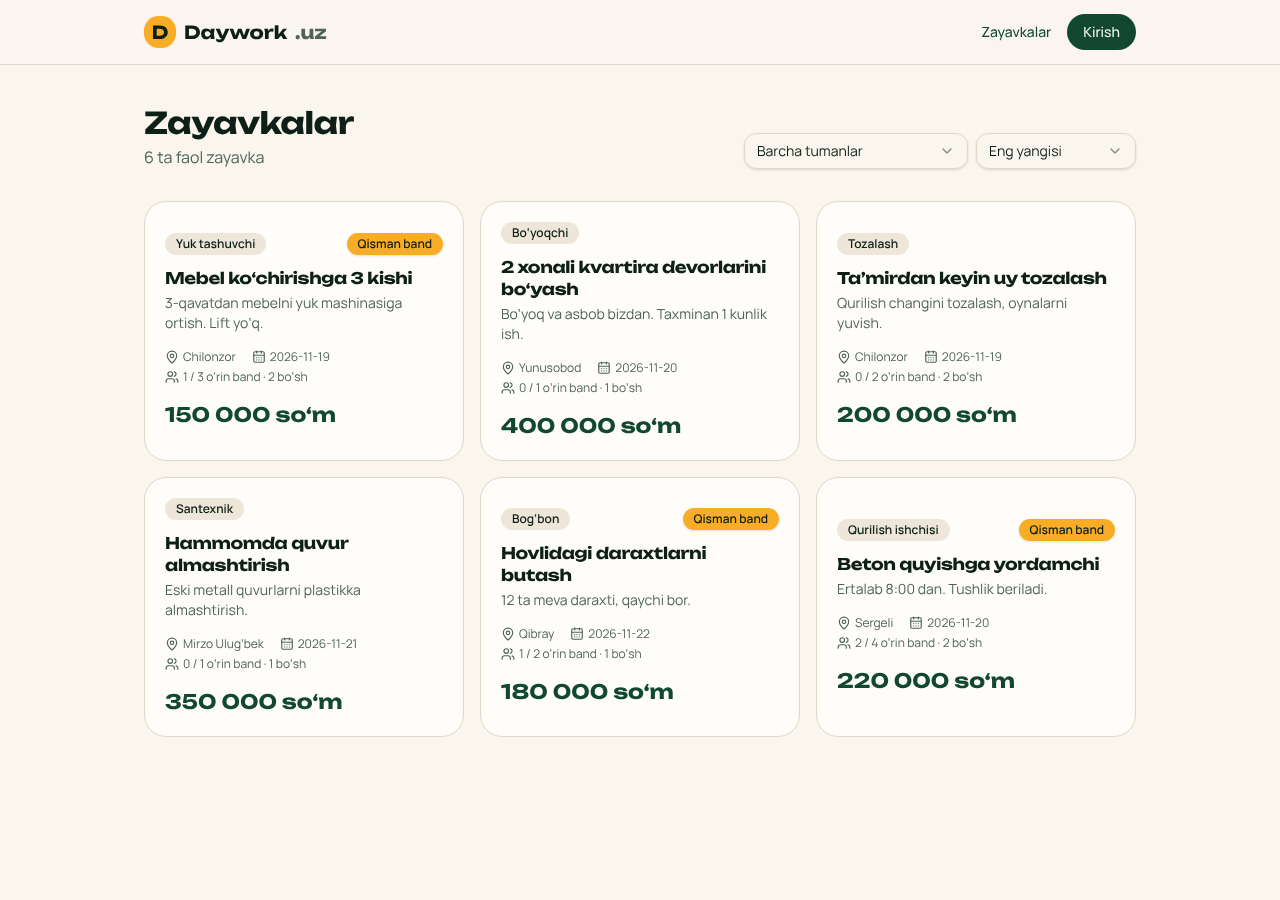 D Daywork .uz
Zayavkalar
Kirish
Zayavkalar
6 ta faol zayavka
Barcha tumanlar
Eng yangisi
Yuk tashuvchi
Qisman band
Mebel ko‘chirishga 3 kishi
3-qavatdan mebelni yuk mashinasiga
ortish. Lift yo‘q.
Chilonzor
2026-11-19
1 / 3 o‘rin band · 2 bo‘sh
150 000 so‘m
Bo‘yoqchi
2 xonali kvartira devorlarini
bo‘yash
Bo‘yoq va asbob bizdan. Taxminan 1 kunlik
ish.
Yunusobod
2026-11-20
0 / 1 o‘rin band · 1 bo‘sh
400 000 so‘m
Tozalash
Ta’mirdan keyin uy tozalash
Qurilish changini tozalash, oynalarni
yuvish.
Chilonzor
2026-11-19
0 / 2 o‘rin band · 2 bo‘sh
200 000 so‘m
Santexnik
Hammomda quvur
almashtirish
Eski metall quvurlarni plastikka
almashtirish.
Mirzo Ulug‘bek
2026-11-21
0 / 1 o‘rin band · 1 bo‘sh
350 000 so‘m
Bog‘bon
Qisman band
Hovlidagi daraxtlarni
butash
12 ta meva daraxti, qaychi bor.
Qibray
2026-11-22
1 / 2 o‘rin band · 1 bo‘sh
180 000 so‘m
Qurilish ishchisi
Qisman band
Beton quyishga yordamchi
Ertalab 8:00 dan. Tushlik beriladi.
Sergeli
2026-11-20
2 / 4 o‘rin band · 2 bo‘sh
220 000 so‘m